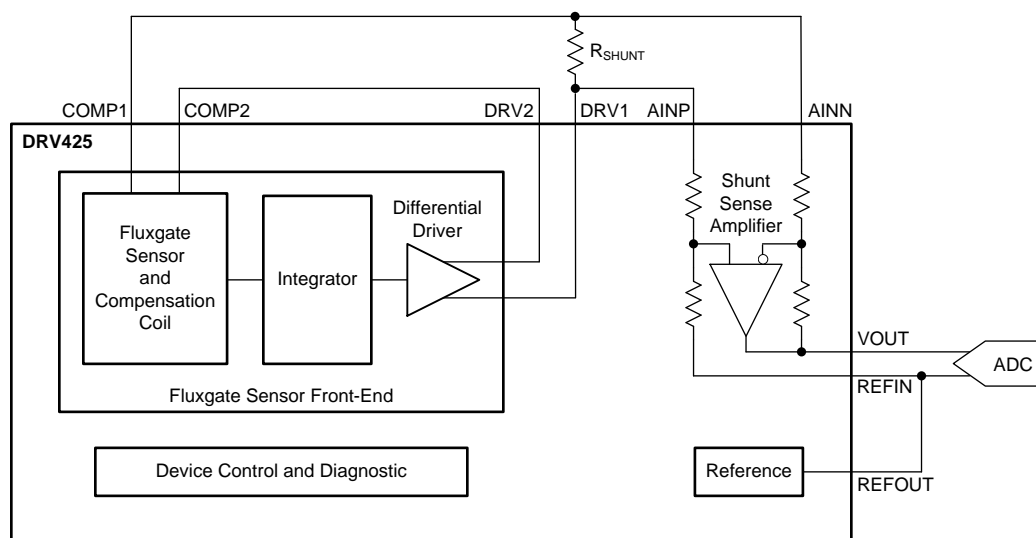 R_SHUNT
COMP1
COMP2
DRV2
DRV1
AINP
AINN
DRV425
Fluxgate
Sensor
and
Compensation
Coil
Integrator
Differential
Driver
Fluxgate Sensor Front-End
Shunt
Sense
Amplifier
VOUT
ADC
REFIN
Device Control and Diagnostic
Reference
REFOUT